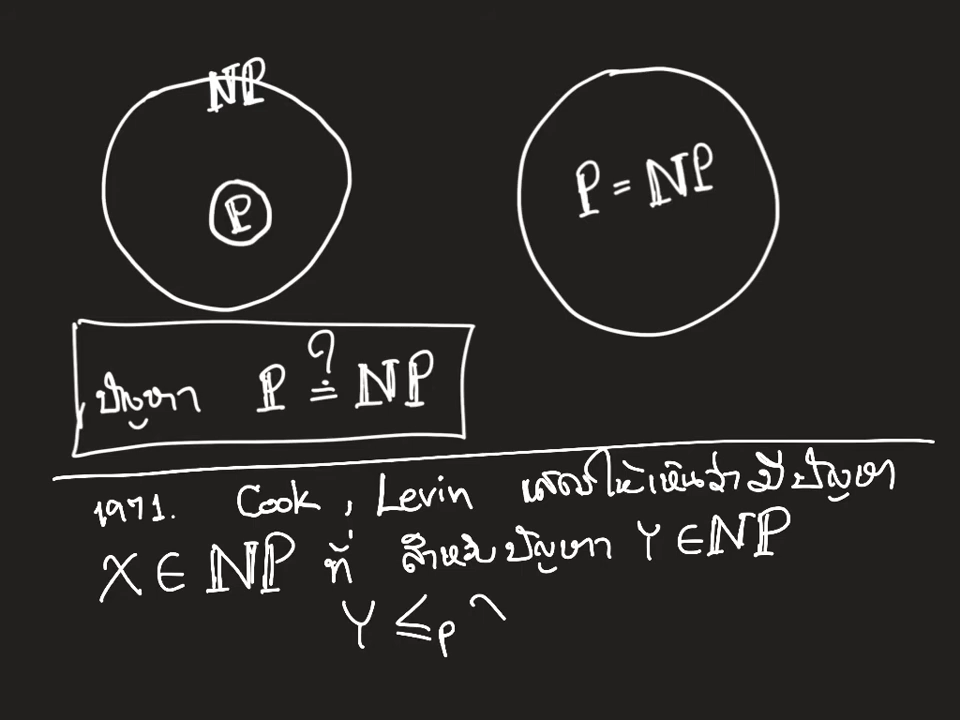 NP
P
P = NP
ปัญหา P ≟ NP
1971. Cook, Levin แสดงให้เห็นว่ามีปัญหา
X ∈ NP ที่ สำหรับปัญหา Y ∈ NP
Y ≤p